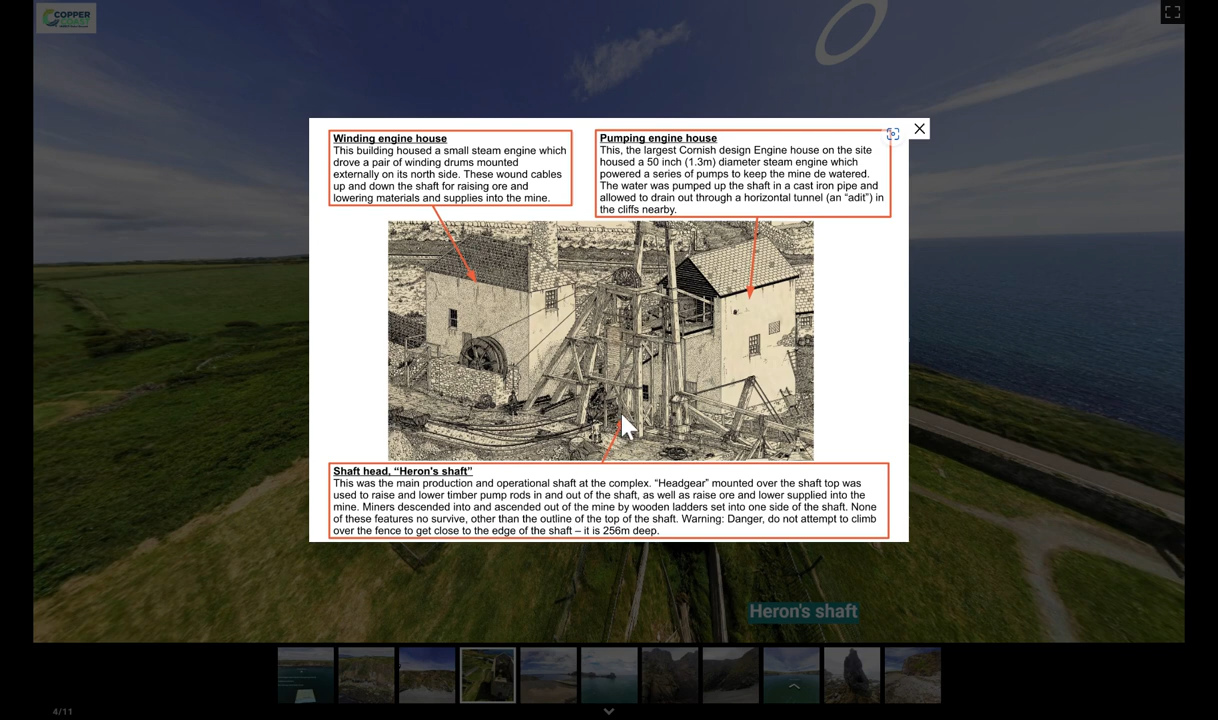 COPPER
COAST
Winding engine house
This building housed a small steam engine which
drove a pair of winding drums mounted
externally on its north side. These wound cables
up and down the shaft for raising ore and
lowering materials and supplies into the mine.
Pumping engine house
This, the largest Cornish design Engine house on the site
housed a 50 inch (1.3m) diameter steam engine which
powered a series of pumps to keep the mine de watered.
The water was pumped up the shaft in a cast iron pipe and
allowed to drain out through a horizontal tunnel (an “adit”) in
the cliffs nearby.
Shaft head, “Heron's shaft”
This was the main production and operational shaft at the complex. “Headgear” mounted over the shaft top was
used to raise and lower timber pump rods in and out of the shaft, as well as raise ore and lower supplied into the
mine. Miners descended into and ascended out of the mine by wooden ladders set into one side of the shaft. None
of these features no survive, other than the outline of the top of the shaft. Warning: Danger, do not attempt to climb
over the fence to get close to the edge of the shaft – it is 256m deep.
Heron's shaft
4/11